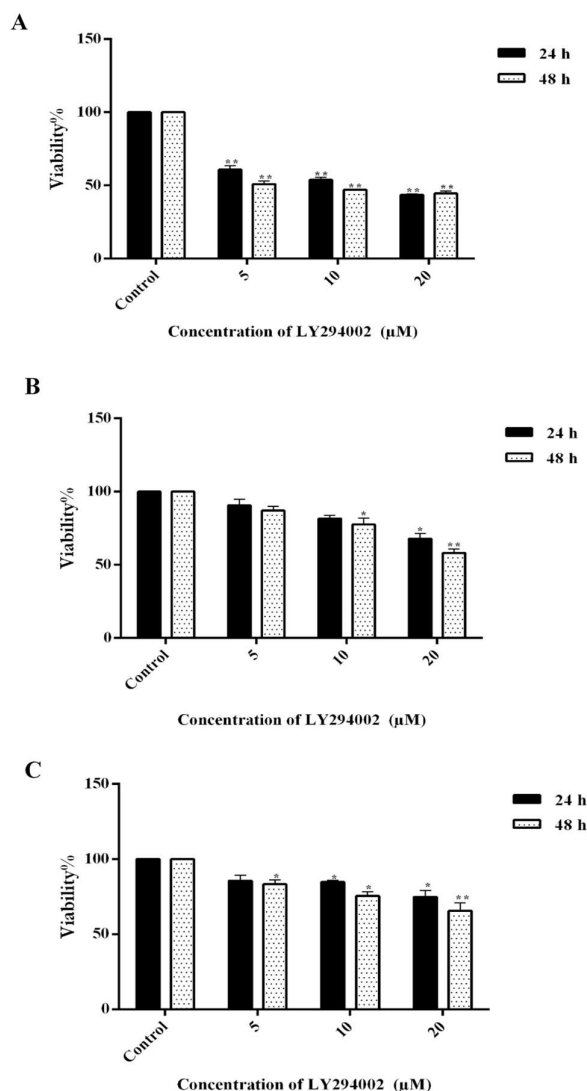 A
150
24 h
48 h
100
Viability%
** ** ** ** ** **
50
0
Control 5 10 20
Concentration of LY294002 (µM)
B
150
24 h
48 h
100
Viability%
* * **
50
0
Control 5 10 20
Concentration of LY294002 (µM)
C
150
24 h
48 h
100
Viability%
* * * * **
50
0
Control 5 10 20
Concentration of LY294002 (µM)